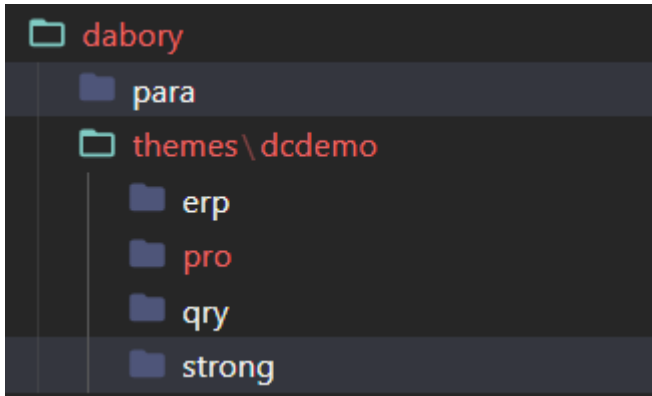 dabory
para
themes\dcdemo
erp
pro
qry
strong